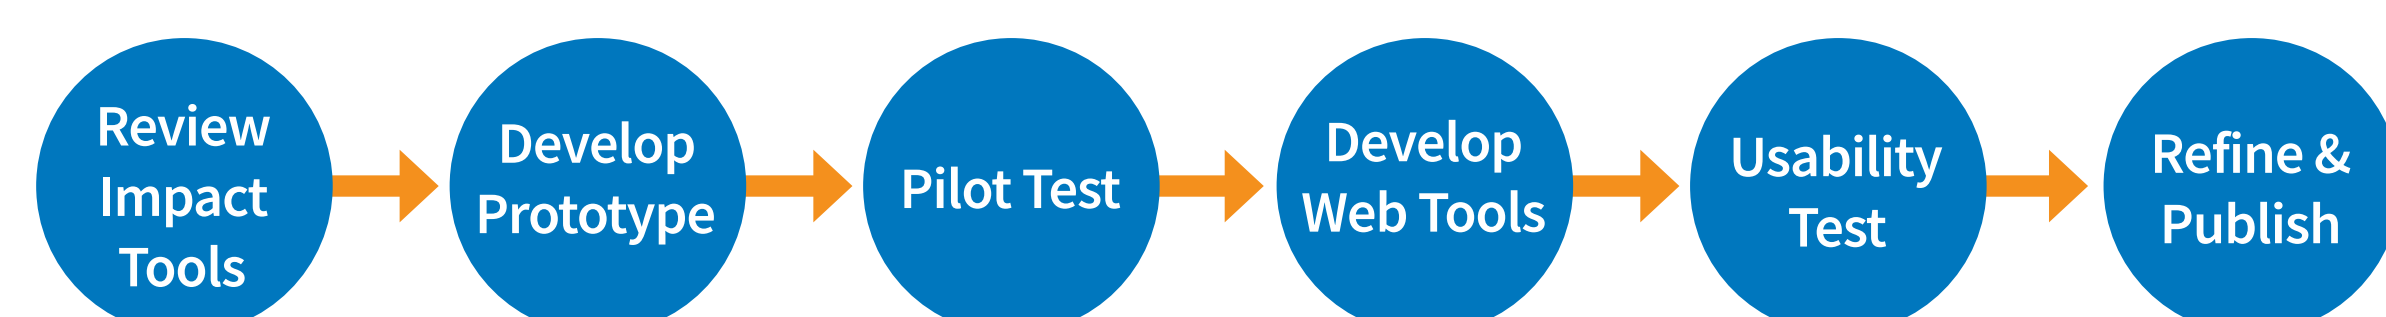 Review
Impact
Tools
Develop
Prototype
Pilot Test
Develop
Web Tools
Usability
Test
Refine &
Publish